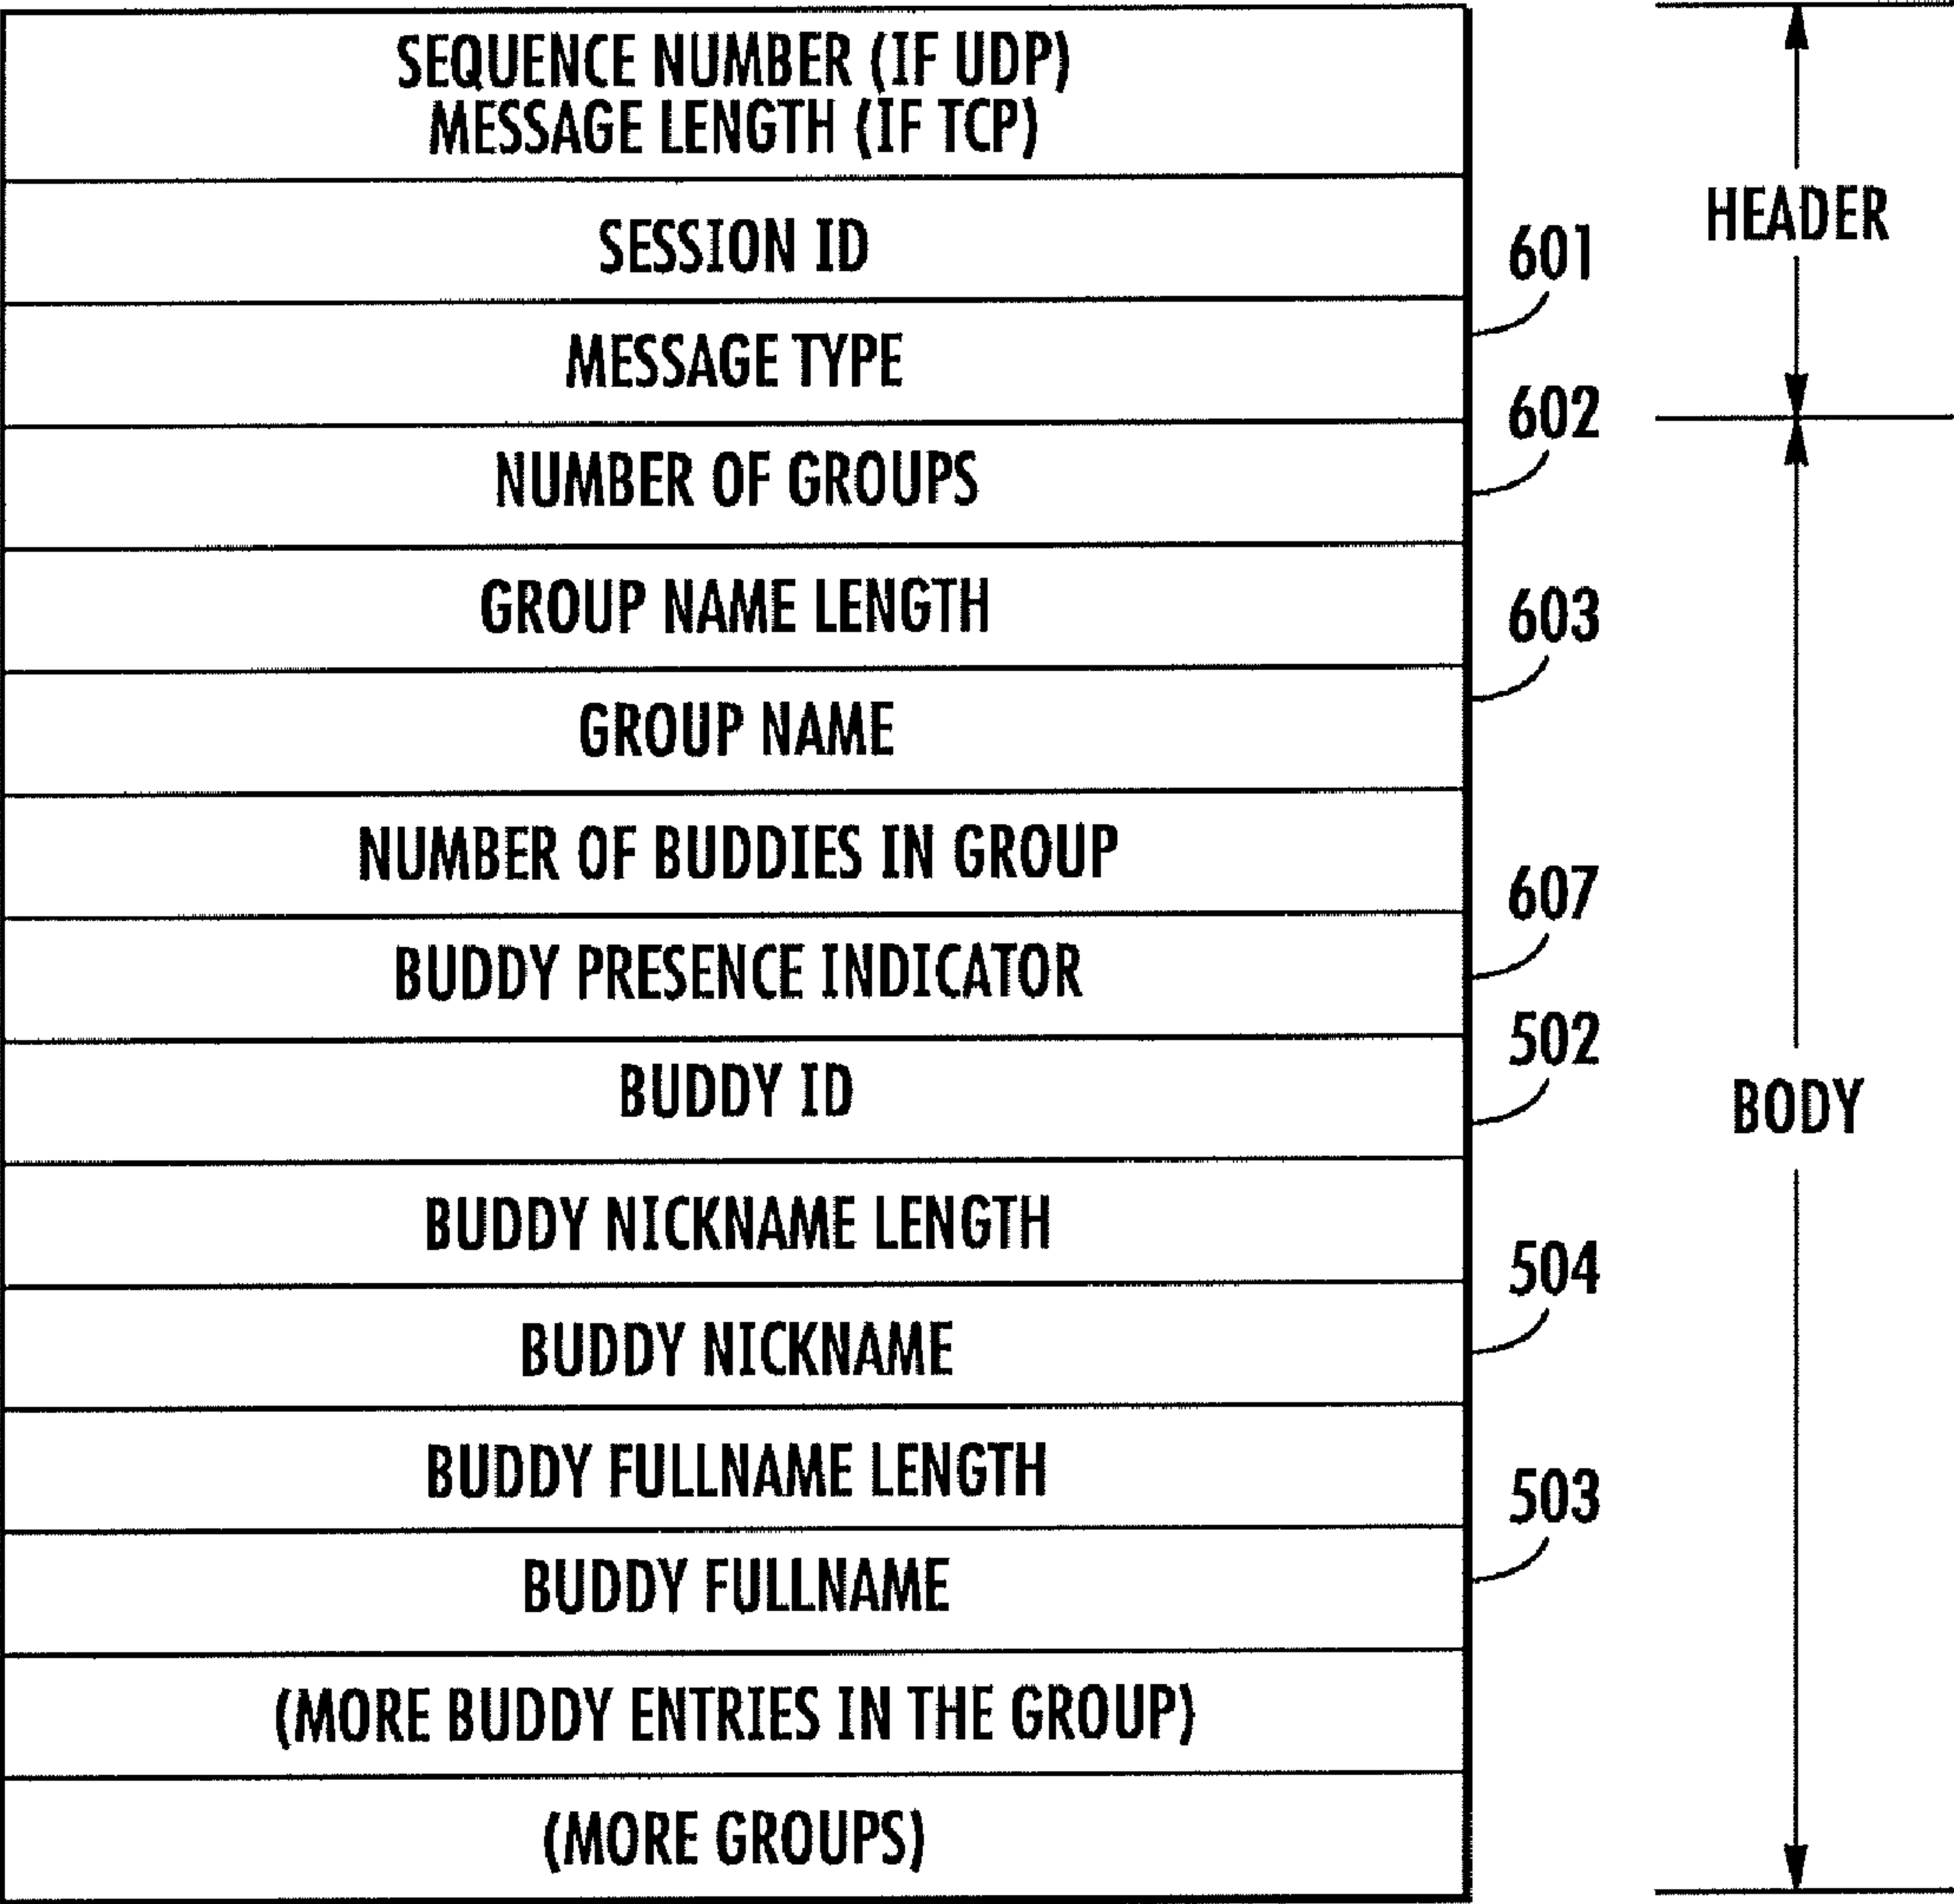 SEQUENCE NUMBER (IF UDP)
MESSAGE LENGTH (IF TCP)
SESSION ID
601
HEADER
MESSAGE TYPE
602
NUMBER OF GROUPS
GROUP NAME LENGTH
603
GROUP NAME
NUMBER OF BUDDIES IN GROUP
607
BUDDY PRESENCE INDICATOR
502
BUDDY ID
BODY
BUDDY NICKNAME LENGTH
504
BUDDY NICKNAME
BUDDY FULLNAME LENGTH
503
BUDDY FULLNAME
(MORE BUDDY ENTRIES IN THE GROUP)
(MORE GROUPS)